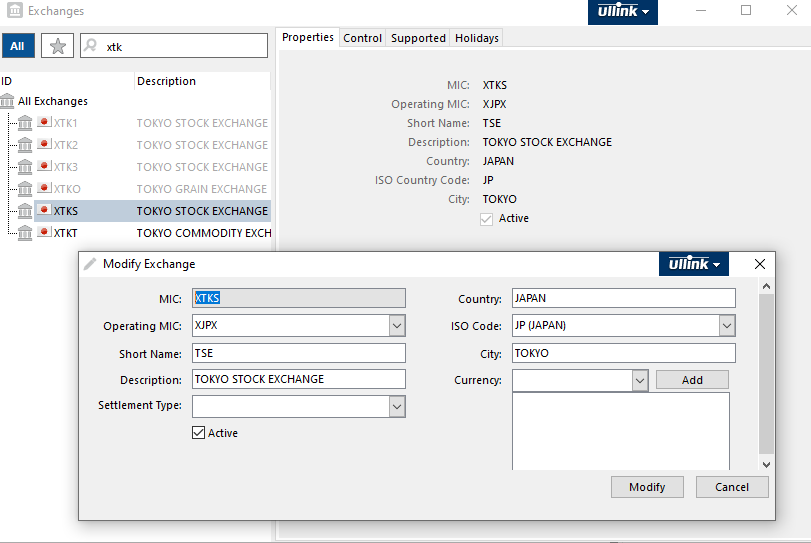 Exchanges
Ullink
All
xtk
Properties Control Supported Holidays
ID Description
All Exchanges
XTK1 TOKYO STOCK EXCHANGE
XTK2 TOKYO STOCK EXCHANGE
XTK3 TOKYO STOCK EXCHANGE
XTKO TOKYO GRAIN EXCHANGE
XTKS TOKYO STOCK EXCHANGE
XTKT TOKYO COMMODITY EXCH
MIC: XTKS
Operating MIC: XJPX
Short Name: TSE
Description: TOKYO STOCK EXCHANGE
Country: JAPAN
ISO Country Code: JP
City: TOKYO
Active
Modify Exchange
Ullink
MIC: XTKS
Operating MIC: XJPX
Short Name: TSE
Description: TOKYO STOCK EXCHANGE
Settlement Type:
Active
Country: JAPAN
ISO Code: JP (JAPAN)
City: TOKYO
Currency: Add
Modify Cancel